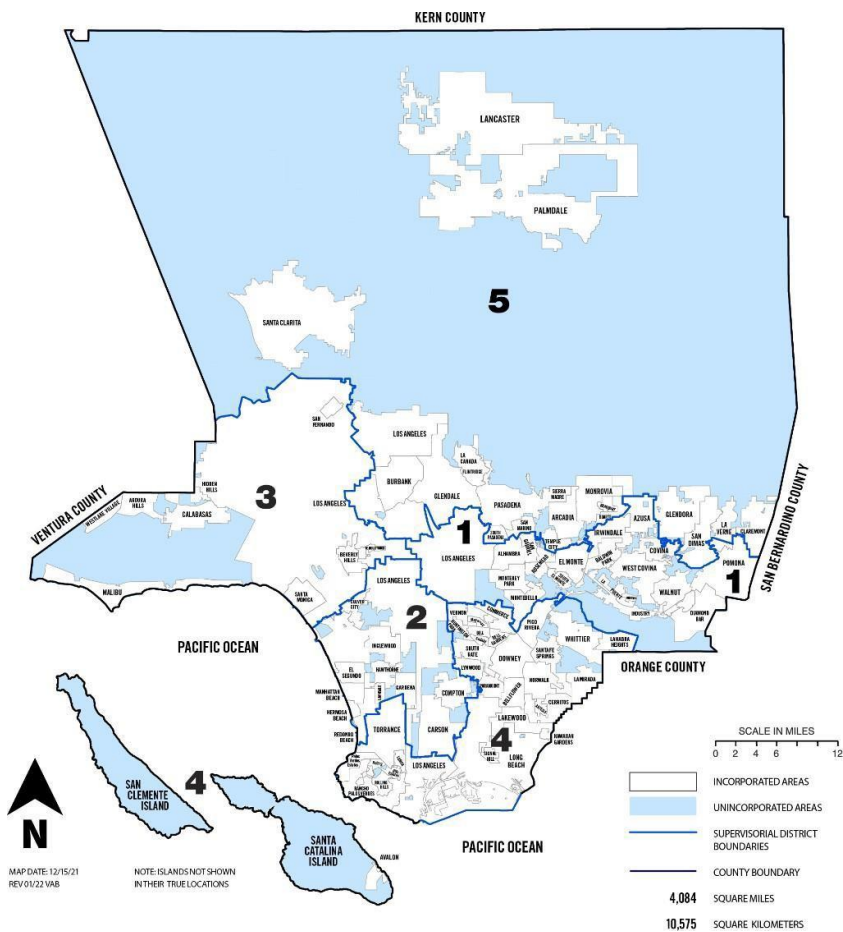 KERN COUNTY
LANCASTER
PALMDALE
5
SANTA CLARITA
SAN
FERNANDO
LOS ANGELES
LA
CANADA
FLINTRIDGE
BURBANK
3
LOS ANGELES
GLENDALE
PASADENA
SIERRA
MADRE
MONROVIA
ARCADIA
AZUSA
GLENDORA
LA
VERNE
CLAREMONT
SAN BERNARDINO COUNTY
VENTURA COUNTY
WESTLAKE VILLAGE
AGOURA
HILLS
HIDDEN
HILLS
CALABASAS
MALIBU
1
SAN
MARINO
SOUTH PASADENA
TEMPLE
CITY
IRWINDALE
SAN
DIMAS
COVINA
BEVERLY
HILLS
LOS ANGELES
ALHAMBRA
ROSEMEAD
EL MONTE
BALDWIN
PARK
WEST COVINA
POMONA
1
MONTEREY
PARK
MONTEBELLO
LA
PUENTE
INDUSTRY
WALNUT
DIAMOND
BAR
SANTA
MONICA
LOS ANGELES
CULVER
CITY
2
VERNON
COMMERCE
PICO
RIVERA
WHITTIER
LA HABRA
HEIGHTS
ORANGE COUNTY
PACIFIC OCEAN
INGLEWOOD
SOUTH
GATE
LYNWOOD
DOWNEY
SANTA FE
SPRINGS
EL
SEGUNDO
HAWTHORNE
GARDENA
COMPTON
PARAMOUNT
BELLFLOWER
NORWALK
LA MIRADA
CERRITOS
MANHATTAN
BEACH
HERMOSA
BEACH
REDONDO
BEACH
TORRANCE
CARSON
LAKEWOOD
4
HAWAIIAN
GARDENS
SIGNAL
HILL
LONG
BEACH
LOS ANGELES
ROLLING
HILLS
RANCHO
PALOS VERDES
SAN
CLEMENTE
ISLAND
4
SANTA
CATALINA
ISLAND
AVALON
PACIFIC OCEAN
N
MAP DATE: 12/15/21
REV 01/22 VAB
NOTE: ISLANDS NOT SHOWN
IN THEIR TRUE LOCATIONS
SCALE IN MILES
0 2 4 6 8 12
INCORPORATED AREAS
UNINCORPORATED AREAS
SUPERVISORIAL DISTRICT
BOUNDARIES
COUNTY BOUNDARY
4,084 SQUARE MILES
10,575 SQUARE KILOMETERS